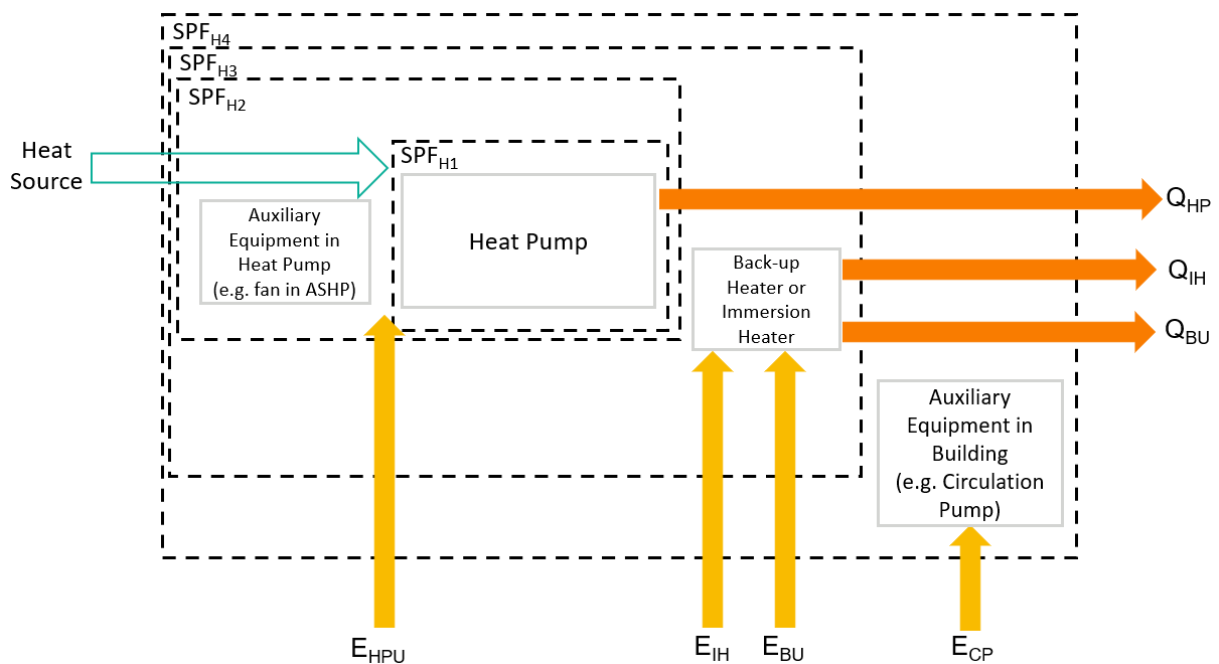 SPFH4
SPFH3
SPFH2
SPFH1
Heat
Source
Auxiliary
Equipment in
Heat Pump
(e.g. fan in ASHP)
Heat Pump
Back-up
Heater or
Immersion
Heater
Auxiliary
Equipment in
Building
(e.g. Circulation
Pump)
QHP
QIH
QBU
EHPU
EIH
EBU
ECP